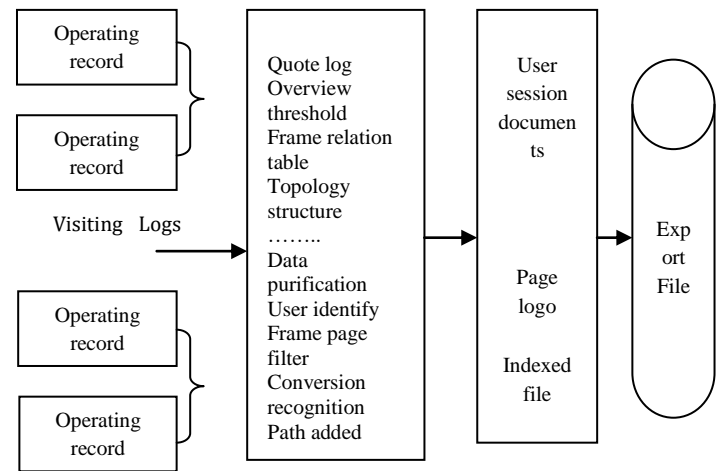 Operating
record
Operating
record
Visiting Logs
Operating
record
Operating
record
Quote log
Overview
threshold
Frame relation
table
Topology
structure
……..
Data
purification
User identify
Frame page
filter
Conversion
recognition
Path added
User
session
documen
ts
Page
logo
Indexed
file
Exp
ort
File